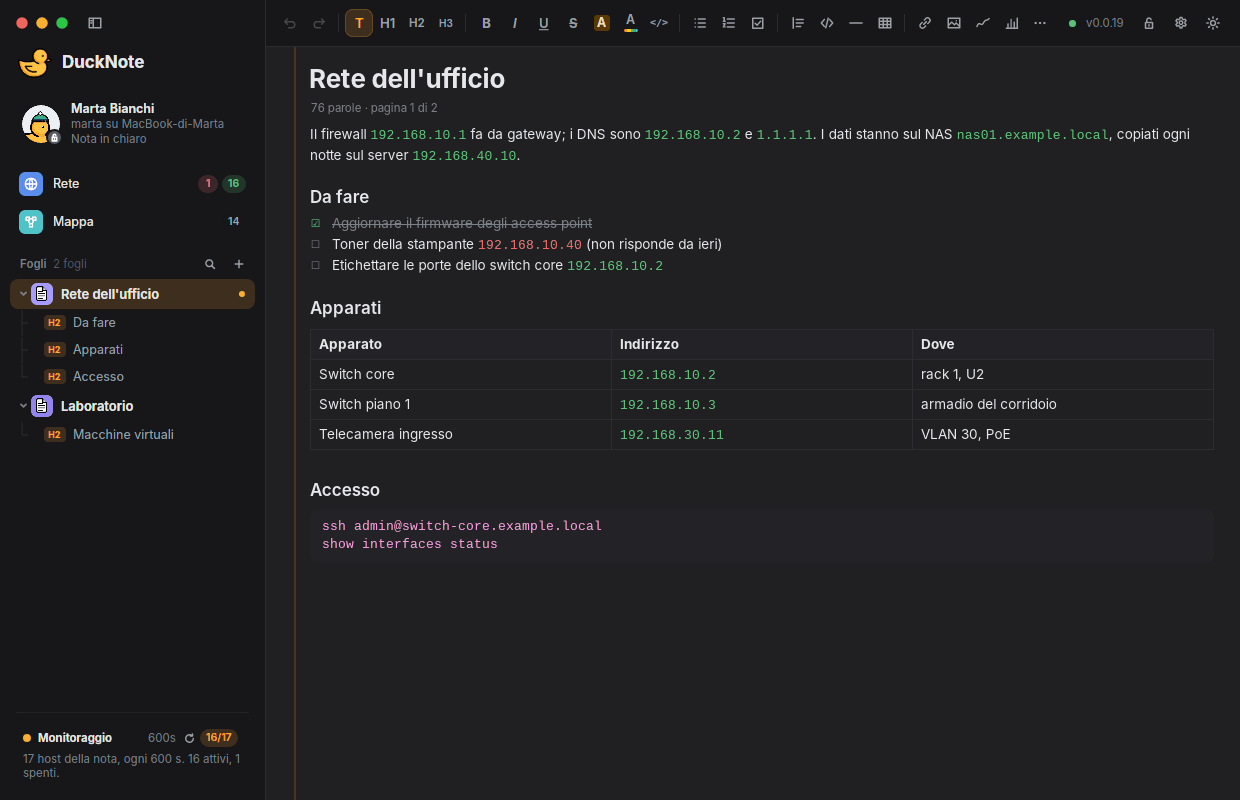 T H1 H2 H3 B I U S A A </> v0.0.19
DuckNote
Marta Bianchi
marta su MacBook-di-Marta
Nota in chiaro
Rete 1 16
Mappa 14
Fogli 2 fogli
Rete dell'ufficio
H2 Da fare
H2 Apparati
H2 Accesso
Laboratorio
H2 Macchine virtuali
Monitoraggio 600s 16/17
17 host della nota, ogni 600 s. 16 attivi, 1
spenti.
Rete dell'ufficio
76 parole · pagina 1 di 2
Il firewall 192.168.10.1 fa da gateway; i DNS sono 192.168.10.2 e 1.1.1.1. I dati stanno sul NAS nas01.example.local, copiati ogni
notte sul server 192.168.40.10.
Da fare
Aggiornare il firmware degli access point
Toner della stampante 192.168.10.40 (non risponde da ieri)
Etichettare le porte dello switch core 192.168.10.2
Apparati
Apparato Indirizzo Dove
Switch core 192.168.10.2 rack 1, U2
Switch piano 1 192.168.10.3 armadio del corridoio
Telecamera ingresso 192.168.30.11 VLAN 30, PoE
Accesso
ssh admin@switch-core.example.local
show interfaces status